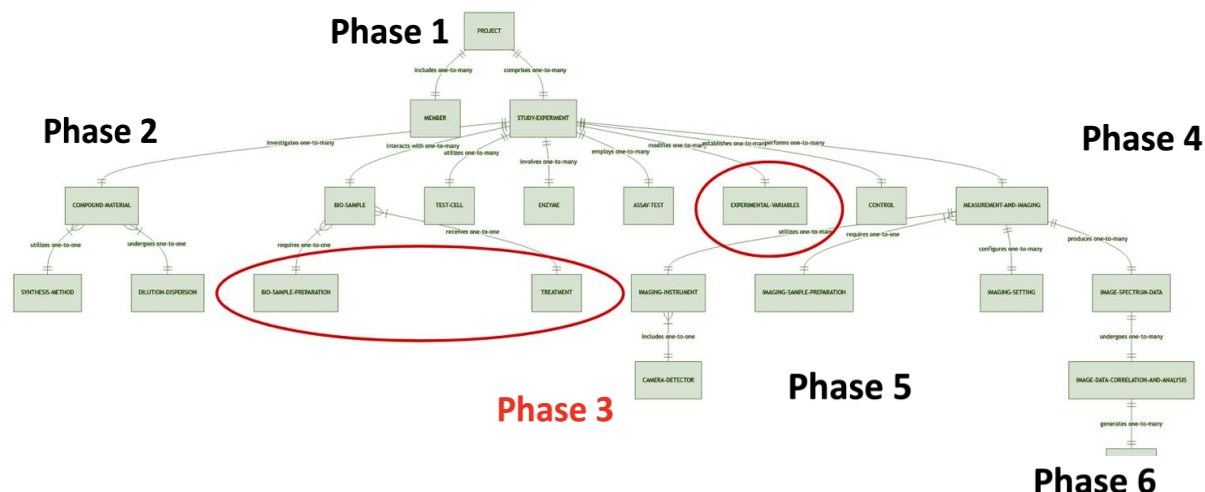 Phase 1
PROJECT
includes one-to-many
comprises one-to-many
MEMBER
STUDY-EXPERIMENT
Phase 2
Phase 4
investigates one-to-many
interacts with one-to-many
utilizes one-to-many
involves one-to-many
employs one-to-many
modifies one-to-many
establishes one-to-many
performs one-to-many
COMPOUND-MATERIAL
BIO-SAMPLE
TEST-CELL
ENZYME
ASSAY-TEST
EXPERIMENTAL-VARIABLES
CONTROL
MEASUREMENT-AND-IMAGING
utilizes one-to-one
undergoes one-to-one
requires one-to-one
receives one-to-one
utilizes one-to-many
requires one-to-one
configures one-to-many
produces one-to-many
SYNTHESIS-METHOD
DILUTION-DISPERSION
BIO-SAMPLE-PREPARATION
TREATMENT
IMAGING-INSTRUMENT
IMAGING-SAMPLE-PREPARATION
IMAGING-SETTING
IMAGE-SPECTRUM-DATA
includes one-to-one
undergoes one-to-many
CAMERA-DETECTOR
IMAGE-DATA-CORRELATION-AND-ANALYSIS
Phase 3
Phase 5
generates one-to-many
Phase 6